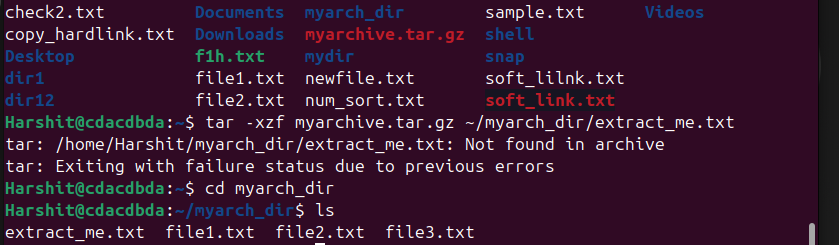 check2.txt Documents myarch_dir sample.txt Videos
copy_hardlink.txt Downloads myarchive.tar.gz shell
Desktop f1h.txt mydir snap
dir1 file1.txt newfile.txt soft_lilnk.txt
dir12 file2.txt num_sort.txt soft_link.txt
Harshit@cdacdbda:~$ tar -xzf myarchive.tar.gz ~/myarch_dir/extract_me.txt
tar: /home/Harshit/myarch_dir/extract_me.txt: Not found in archive
tar: Exiting with failure status due to previous errors
Harshit@cdacdbda:~$ cd myarch_dir
Harshit@cdacdbda:~/myarch_dir$ ls
extract_me.txt file1.txt file2.txt file3.txt